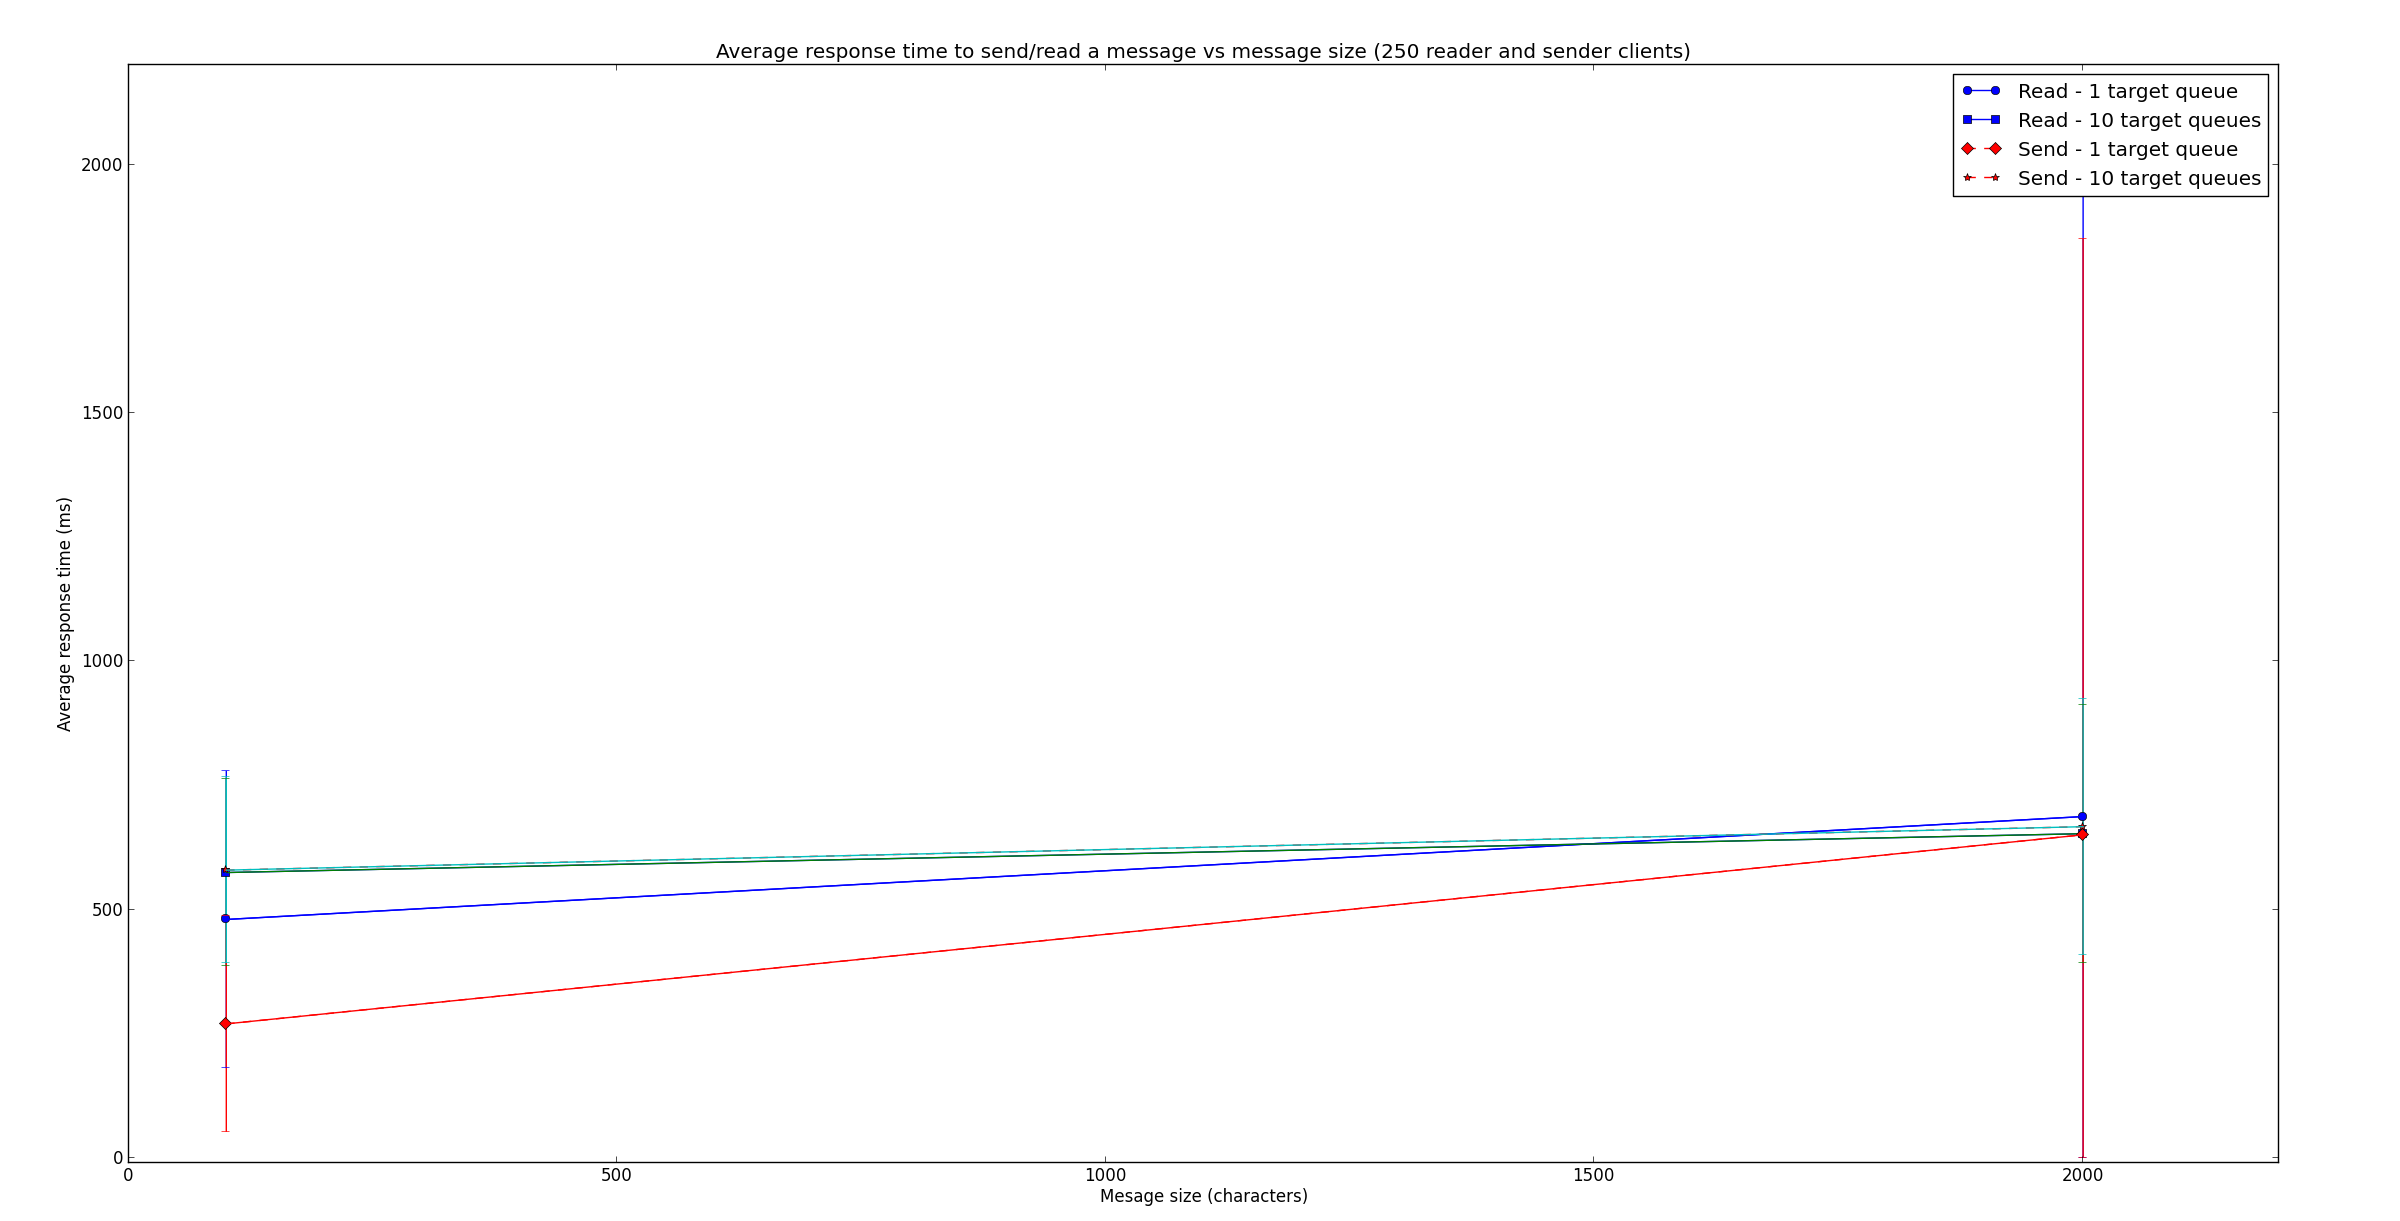 Average response time to send/read a message vs message size (250 reader and sender clients)
Read - 1 target queue
Read - 10 target queues
Send - 1 target queue
Send - 10 target queues
2000
1500
1000
500
0
Average response time (ms)
0 500 1000 1500 2000
Mesage size (characters)